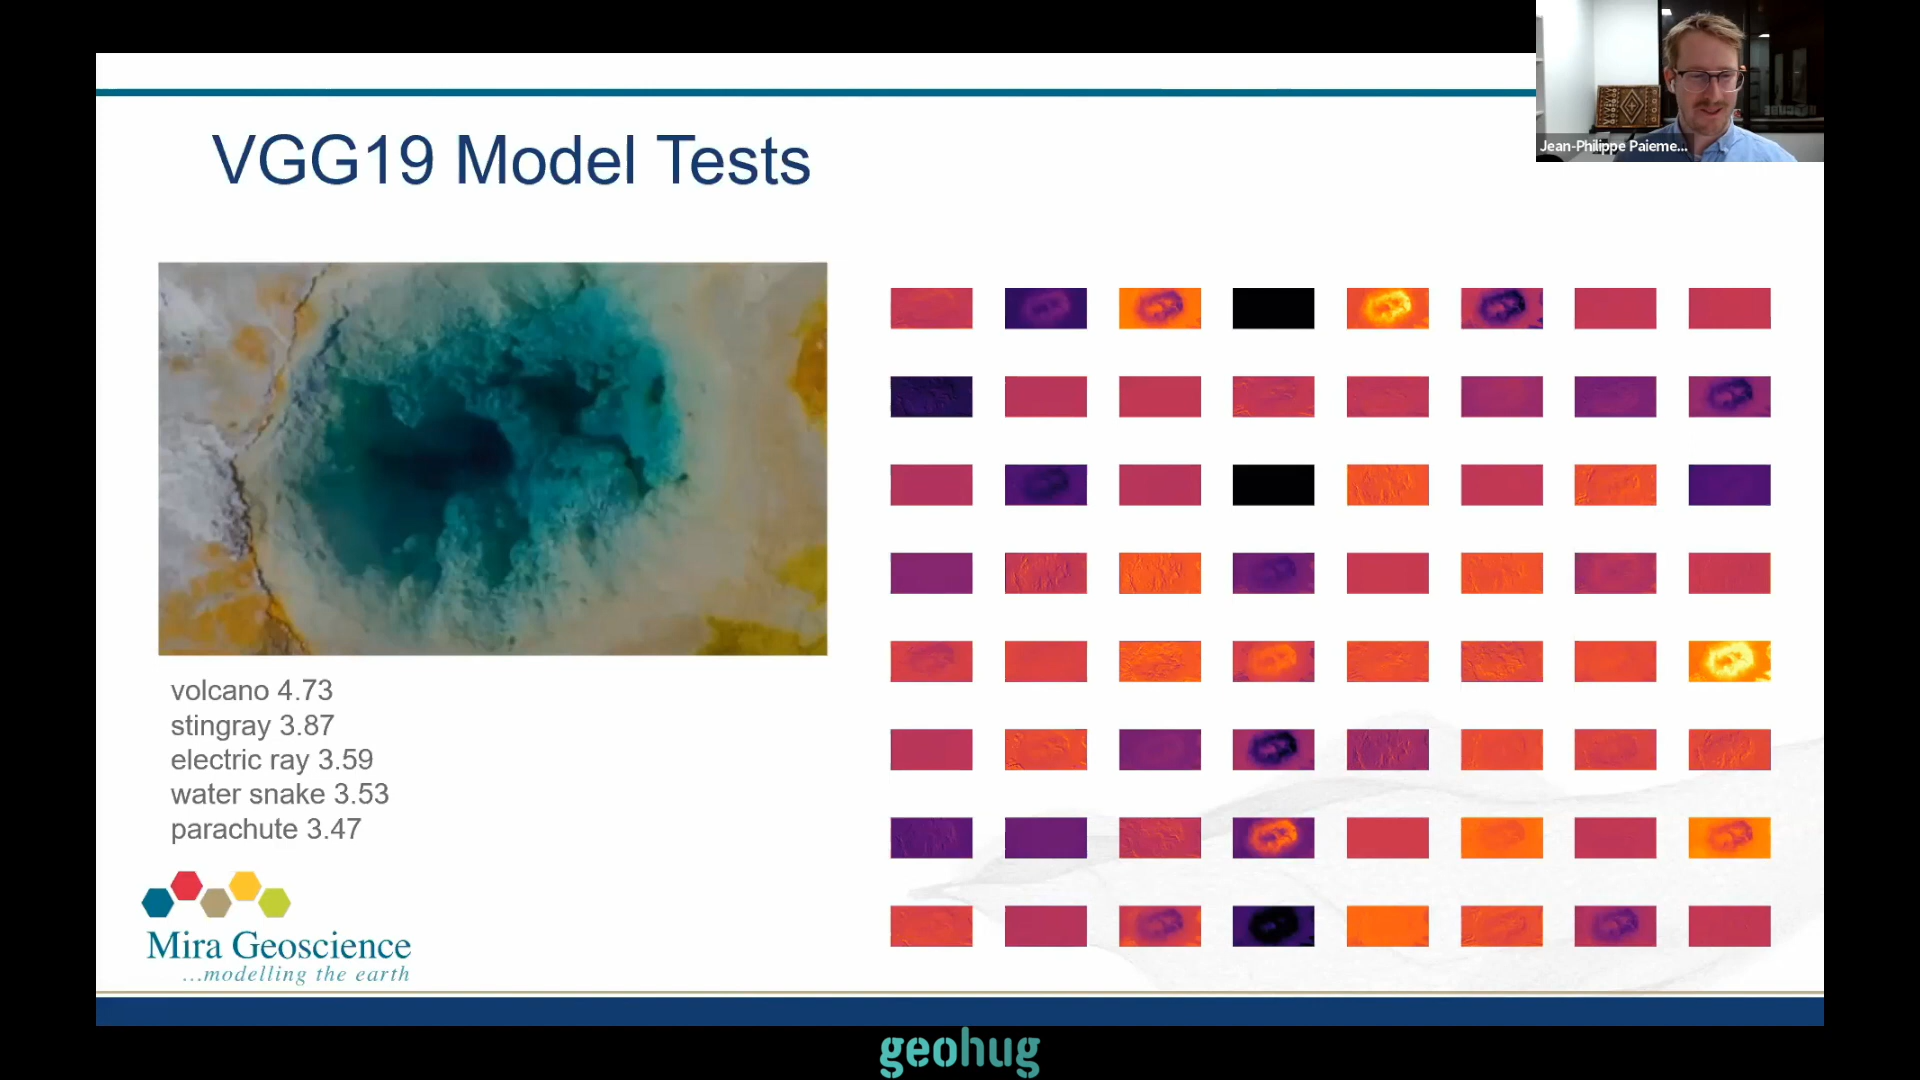 Jean-Philippe Paieme...
VGG19 Model Tests
volcano 4.73
stingray 3.87
electric ray 3.59
water snake 3.53
parachute 3.47
Mira Geoscience
...modelling the earth
geohug